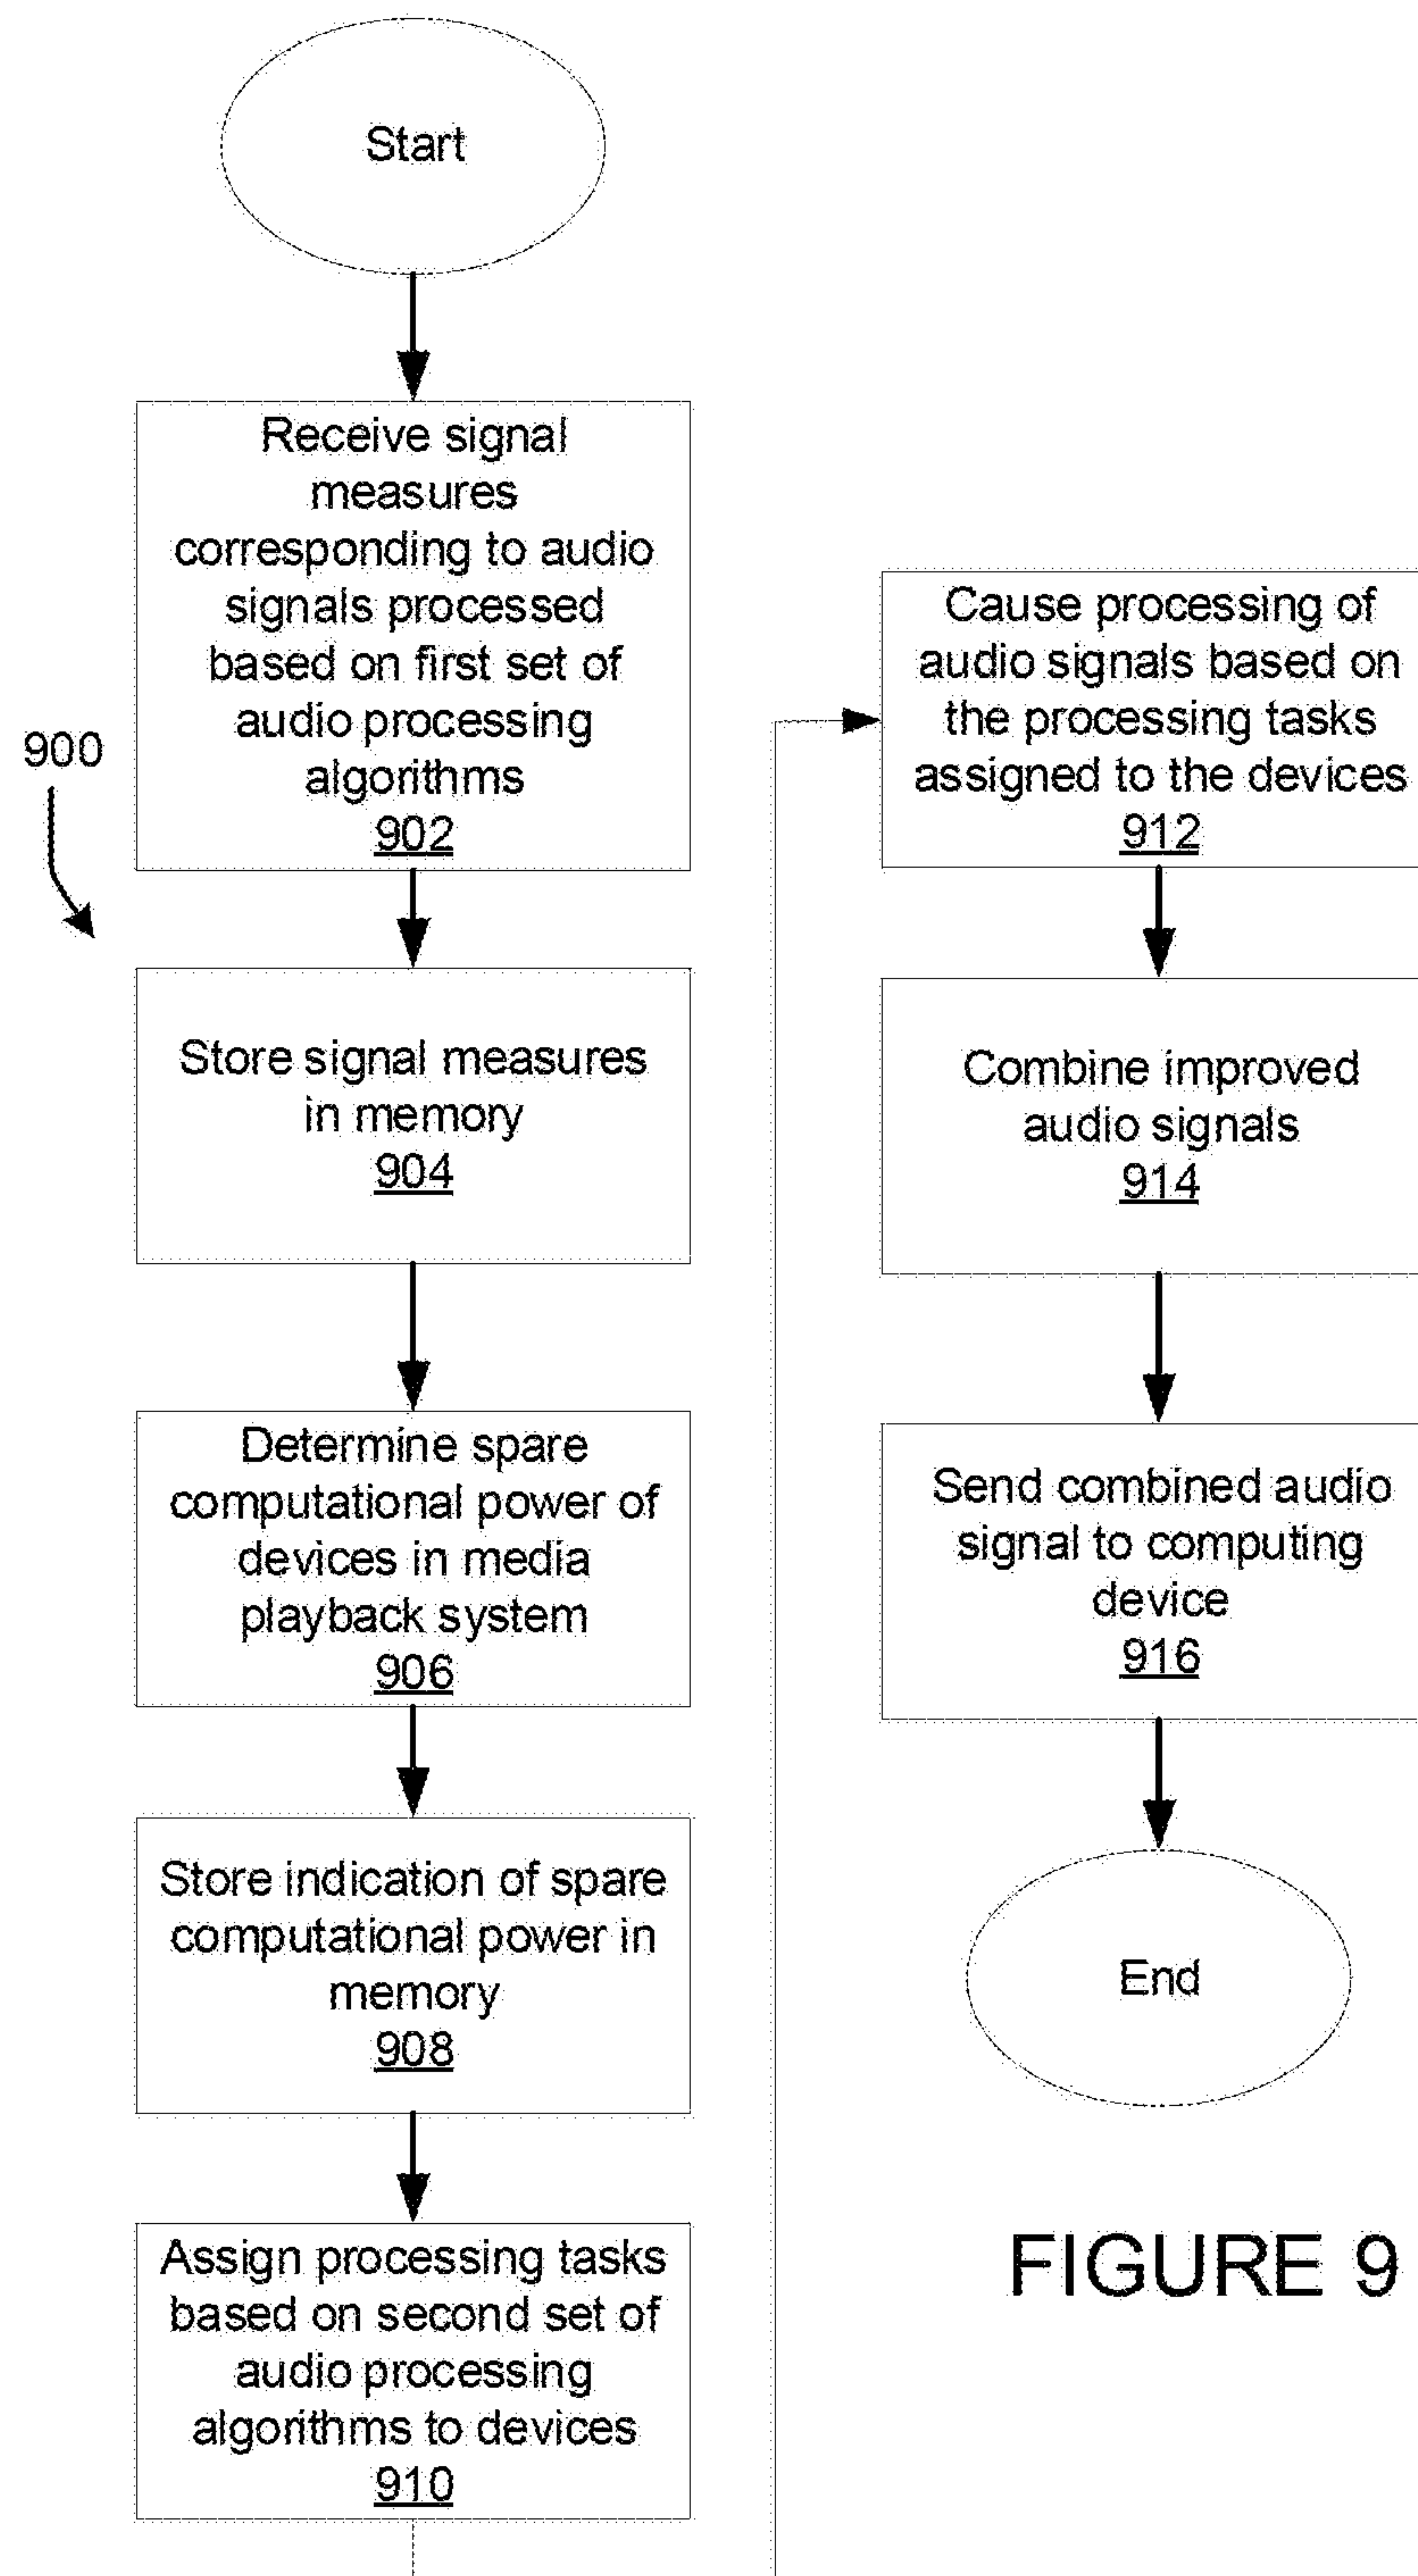 Start
Receive signal
measures
corresponding to audio
signals processed
based on first set of
audio processing
algorithms
902
900
Store signal measures
in memory
904
Determine spare
computational power of
devices in media
playback system
906
Store indication of spare
computational power in
memory
908
Assign processing tasks
based on second set of
audio processing
algorithms to devices
910
Cause processing of
audio signals based on
the processing tasks
assigned to the devices
912
Combine improved
audio signals
914
Send combined audio
signal to computing
device
916
End
FIGURE 9